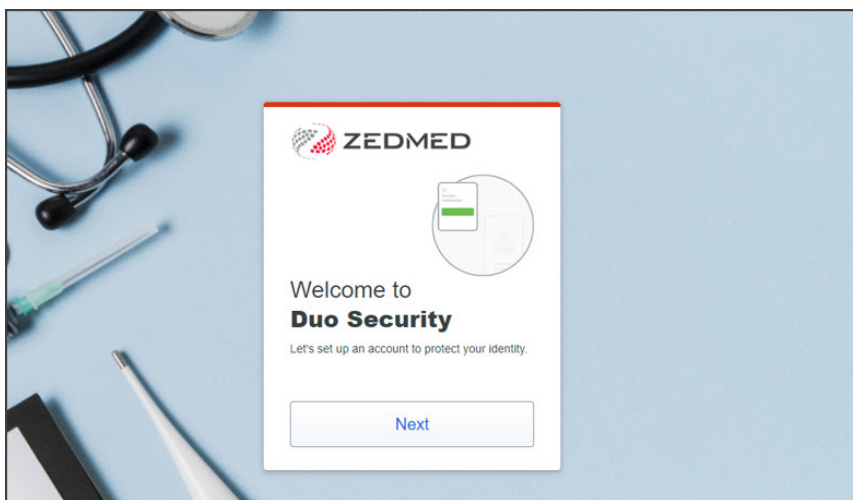 ZEDMED
Welcome to
Duo Security
Let's set up an account to protect your identity.
Next